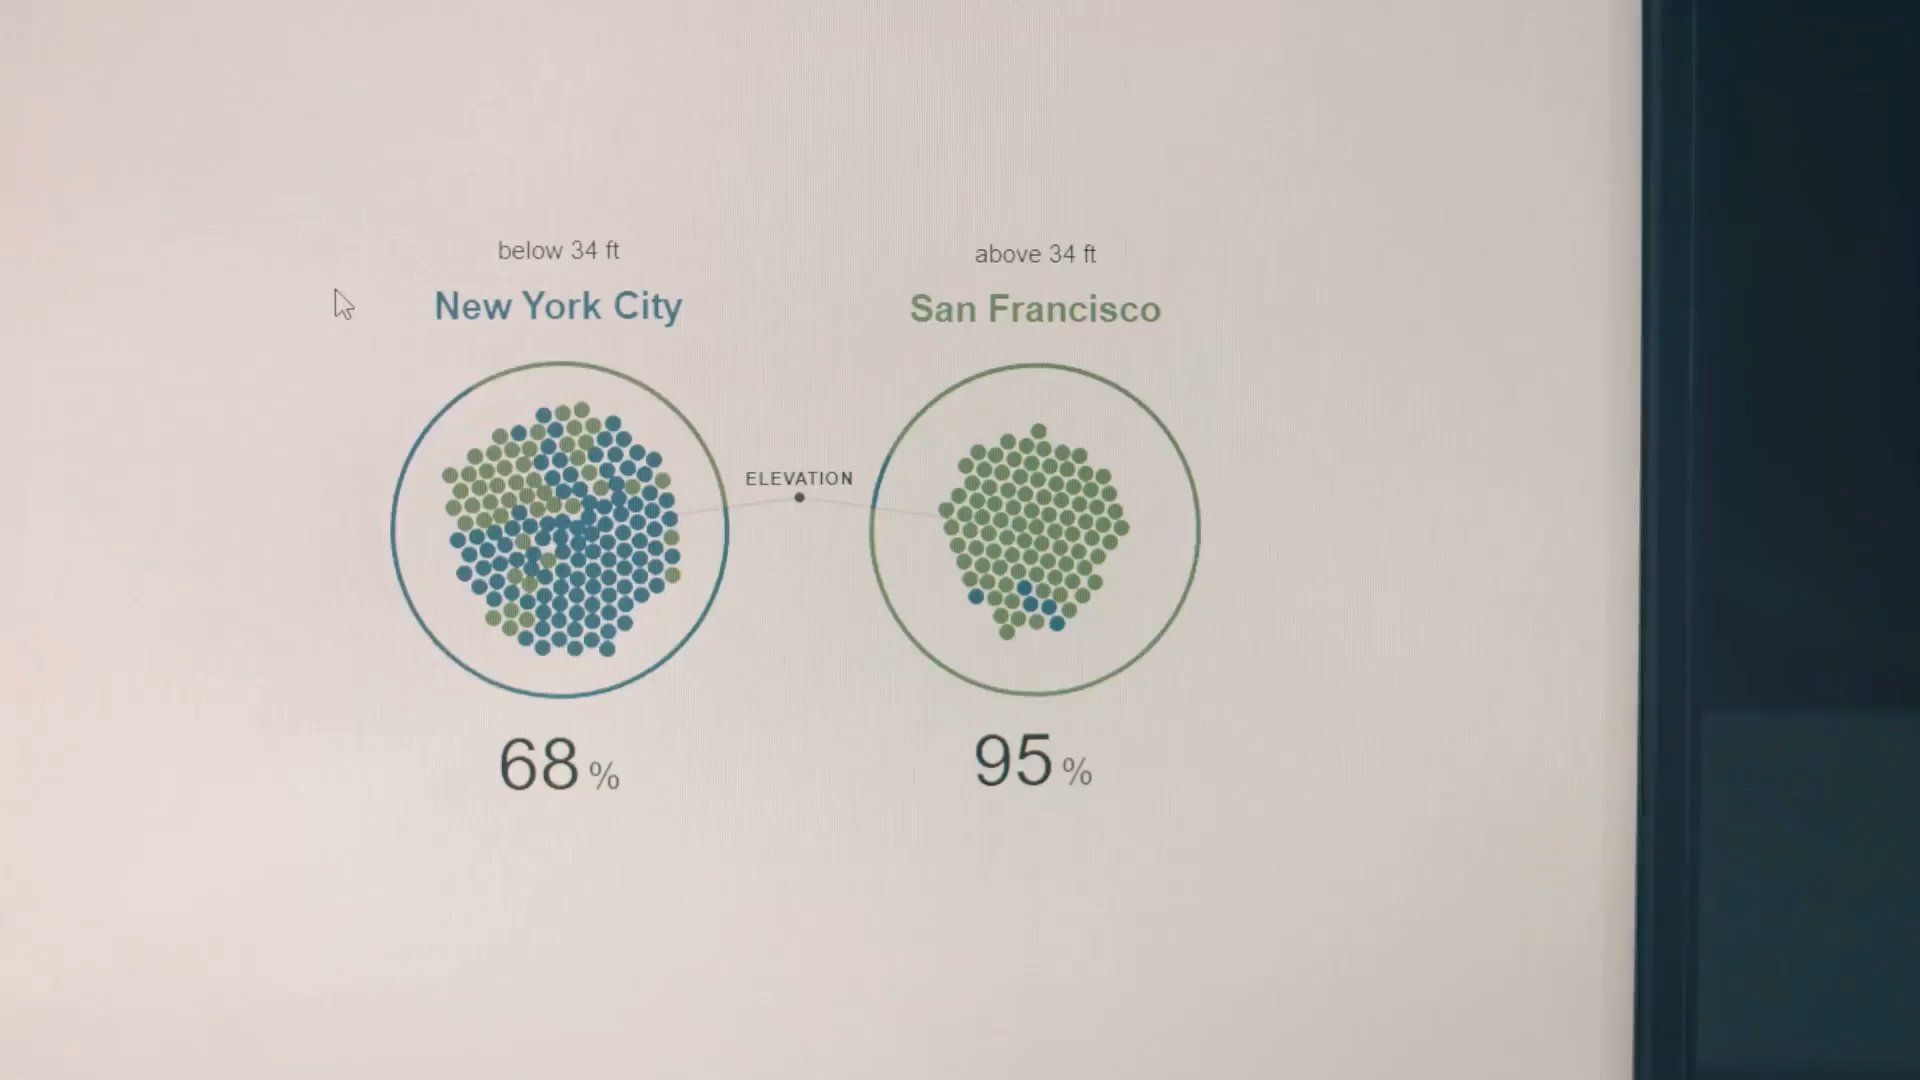 below 34 ft
New York City
68 %
above 34 ft
San Francisco
95 %
ELEVATION